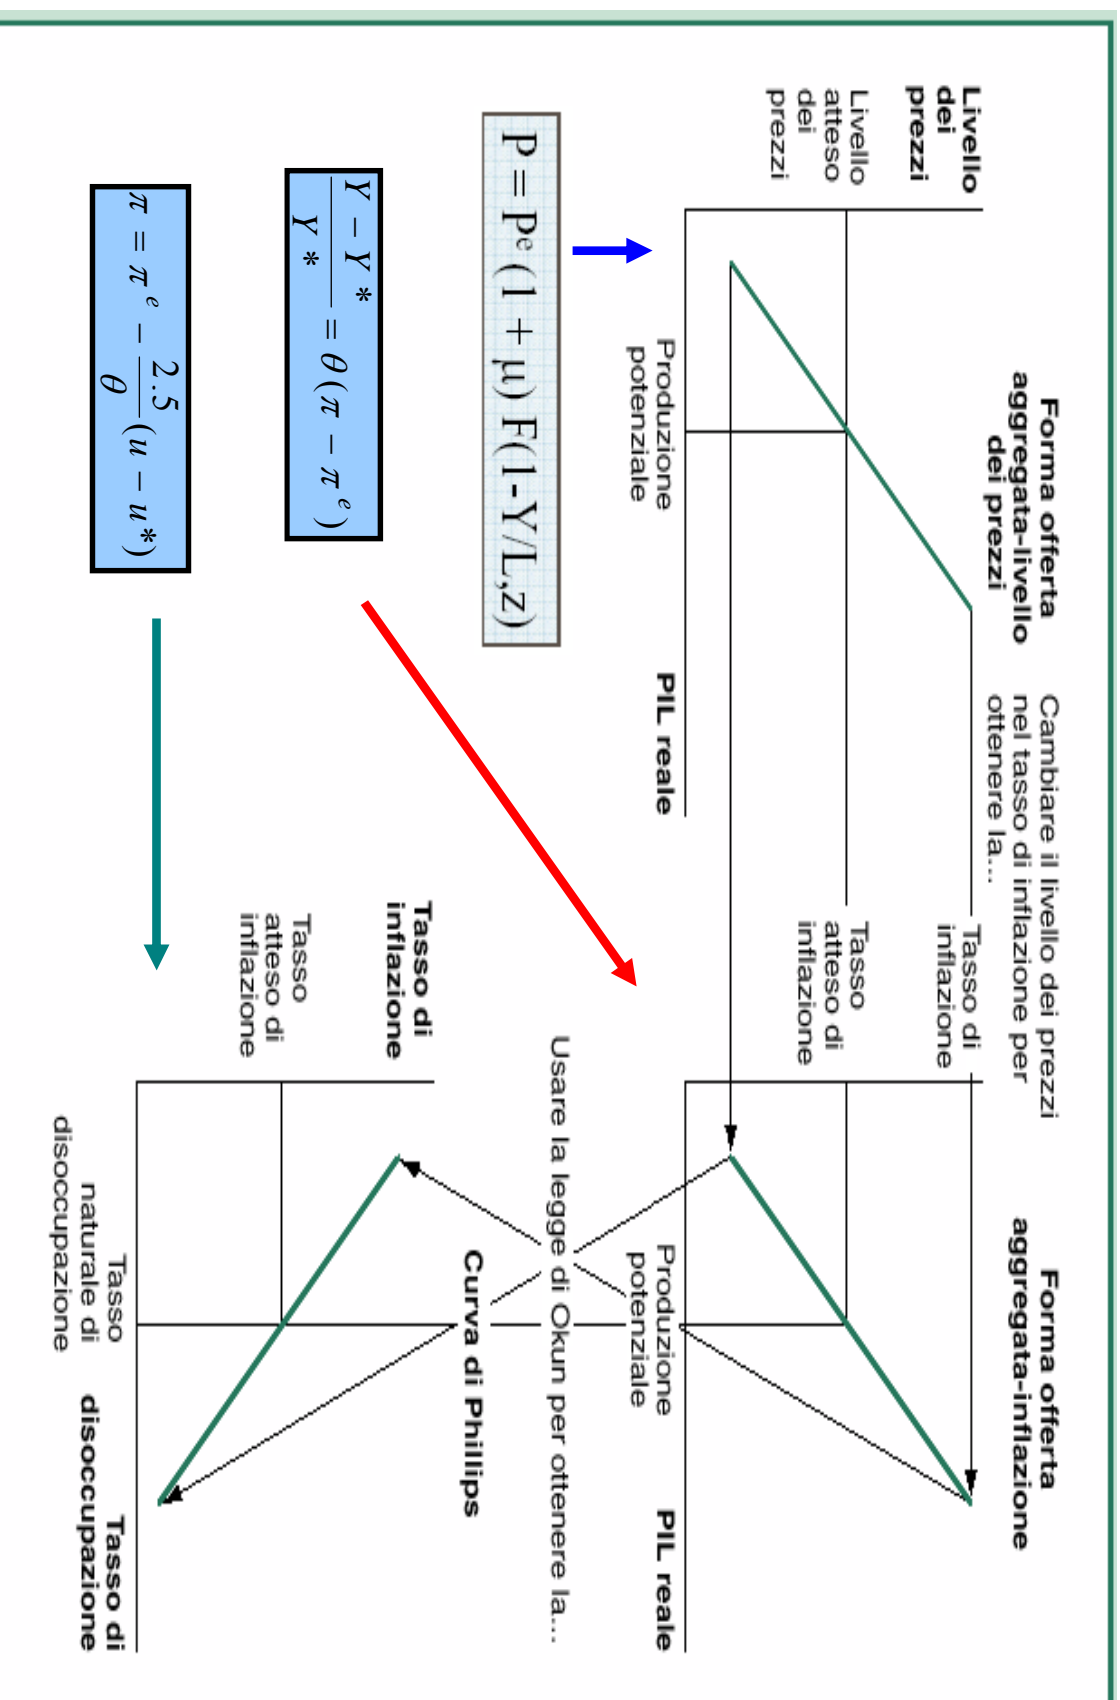 Forma offerta
aggregata-livello
dei prezzi
Livello
dei
prezzi
Livello
atteso
dei
prezzi
Produzione
potenziale
PIL reale
Cambiare il livello dei prezzi
nel tasso di inflazione per
ottenere la...
Forma offerta
aggregata-inflazione
Tasso di
inflazione
Tasso
atteso di
inflazione
Produzione
potenziale
PIL reale
P = Pᵉ (1 + μ) F(1-Y/L,z)
Usare la legge di Okun per ottenere la...
Y − Y*
Y*
= θ(π − πᵉ)
Curva di Phillips
Tasso di
inflazione
Tasso
atteso di
inflazione
π = πᵉ − 2.5/θ (u − u*)
Tasso
naturale di
disoccupazione
Tasso di
disoccupazione